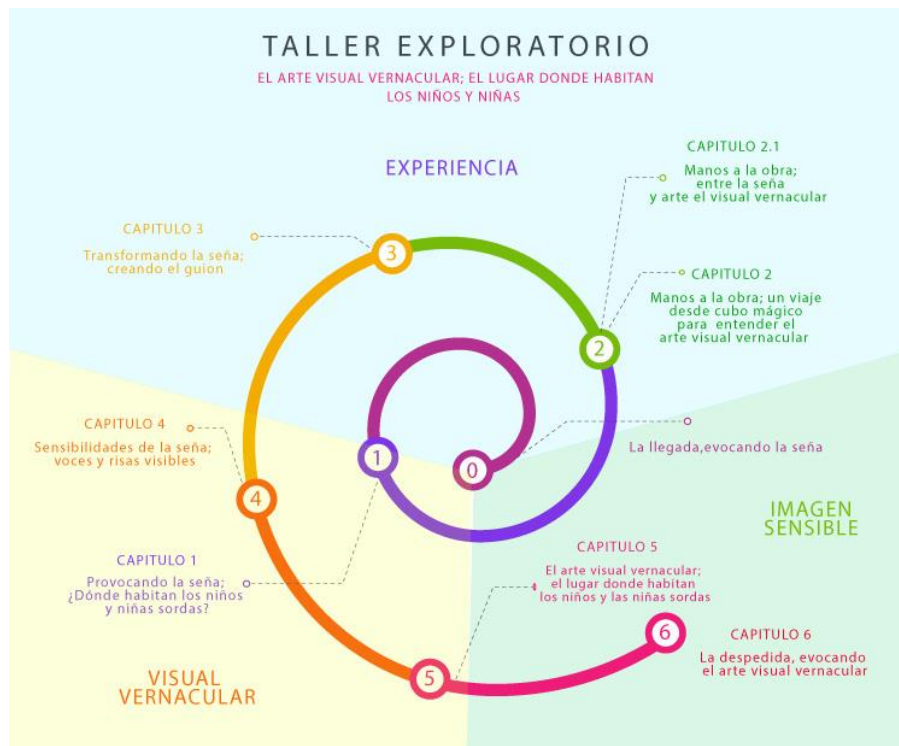 TALLER EXPLORATORIO
EL ARTE VISUAL VERNACULAR; EL LUGAR DONDE HABITAN
LOS NIÑOS Y NIÑAS
EXPERIENCIA
CAPITULO 2.1
Manos a la obra;
entre la seña
y arte el visual vernacular
CAPITULO 3
Transformando la seña;
creando el guion
3
CAPITULO 2
Manos a la obra; un viaje
desde cubo mágico
para entender el
arte visual vernacular
2
CAPITULO 4
Sensibilidades de la seña;
voces y risas visibles
La llegada,evocando la seña
1
0
4
IMAGEN
SENSIBLE
CAPITULO 1
Provocando la seña;
¿Dónde habitan los niños
y niñas sordas?
CAPITULO 5
El arte visual vernacular;
el lugar donde habitan
los niños y las niñas sordas
6
CAPITULO 6
La despedida, evocando
el arte visual vernacular
VISUAL
VERNACULAR
5